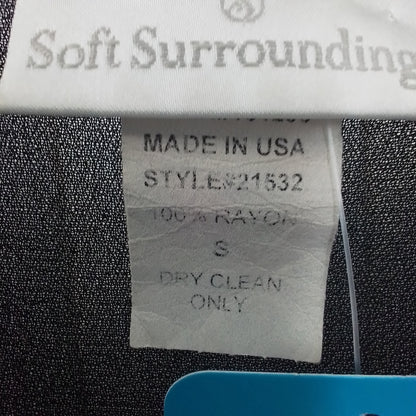 Soft Surrounding
MADE IN USA
STYLE#21532
100% RAYON
S
DRY CLEAN
ONLY